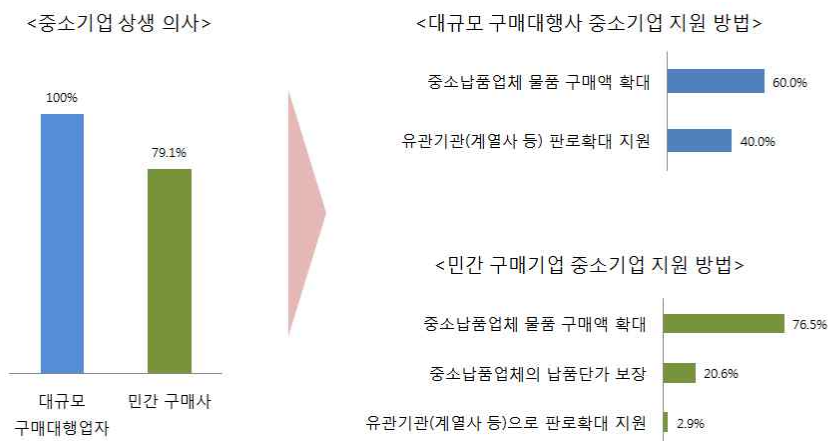 <중소기업 상생 의사>
100%
79.1%
대규모
구매대행업자
민간 구매사
<대규모 구매대행사 중소기업 지원 방법>
중소납품업체 물품 구매액 확대
60.0%
유관기관(계열사 등) 판로확대 지원
40.0%
<민간 구매기업 중소기업 지원 방법>
중소납품업체 물품 구매액 확대
76.5%
중소납품업체의 납품단가 보장
20.6%
유관기관(계열사 등)으로 판로확대 지원
2.9%